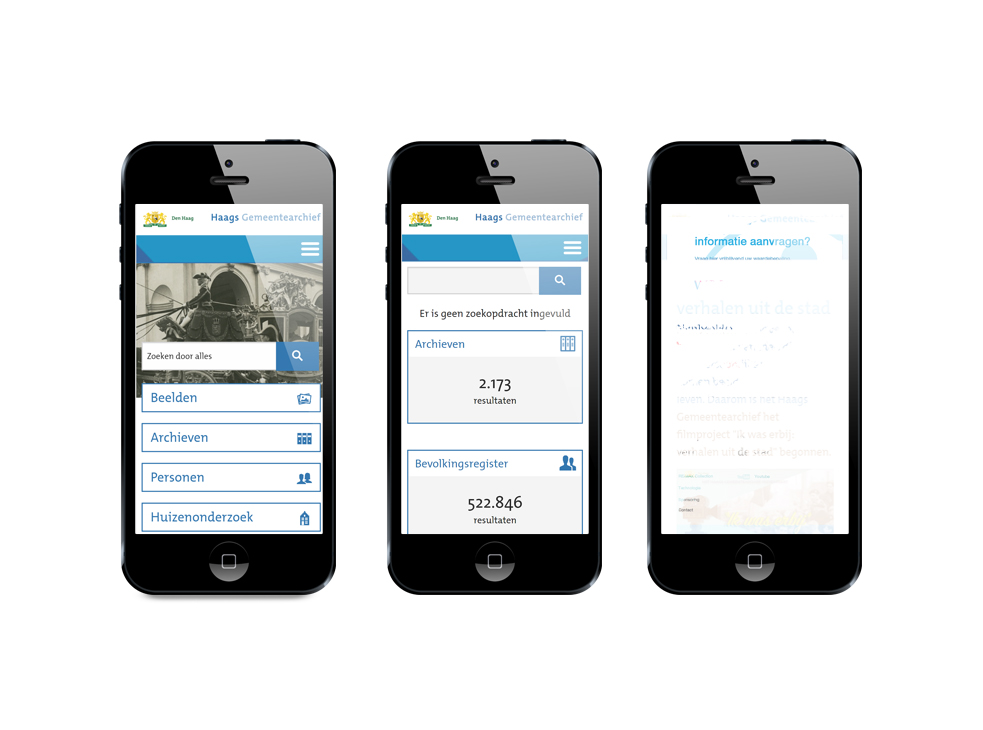 Den Haag
Haags Gemeentearchief
Zoeken door alles
Beelden
Archieven
Personen
Huizenonderzoek
Den Haag
Haags Gemeentearchief
Er is geen zoekopdracht ingevuld
Archieven
2.173
resultaten
Bevolkingsregister
522.846
resultaten
informatie aanvragen?
verhalen uit de stad
leven. Daarom is het Haags
Gemeentearchief het
filmproject 'ik was erbij:
verhalen uit de stad' begonnen.
Contact